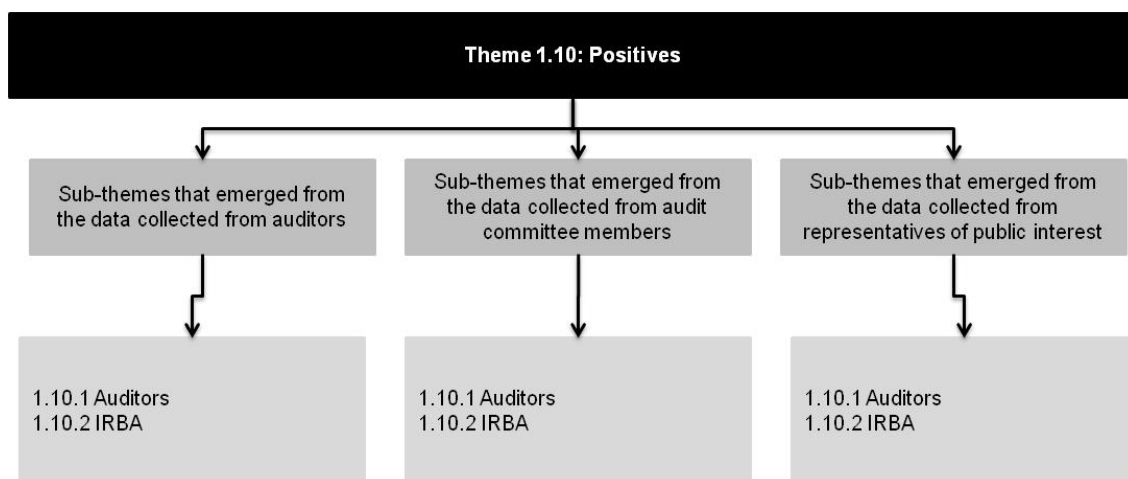 Theme 1.10: Positives
Sub-themes that emerged from
the data collected from auditors
Sub-themes that emerged from
the data collected from audit
committee members
Sub-themes that emerged from
the data collected from
representatives of public interest
1.10.1 Auditors
1.10.2 IRBA
1.10.1 Auditors
1.10.2 IRBA
1.10.1 Auditors
1.10.2 IRBA